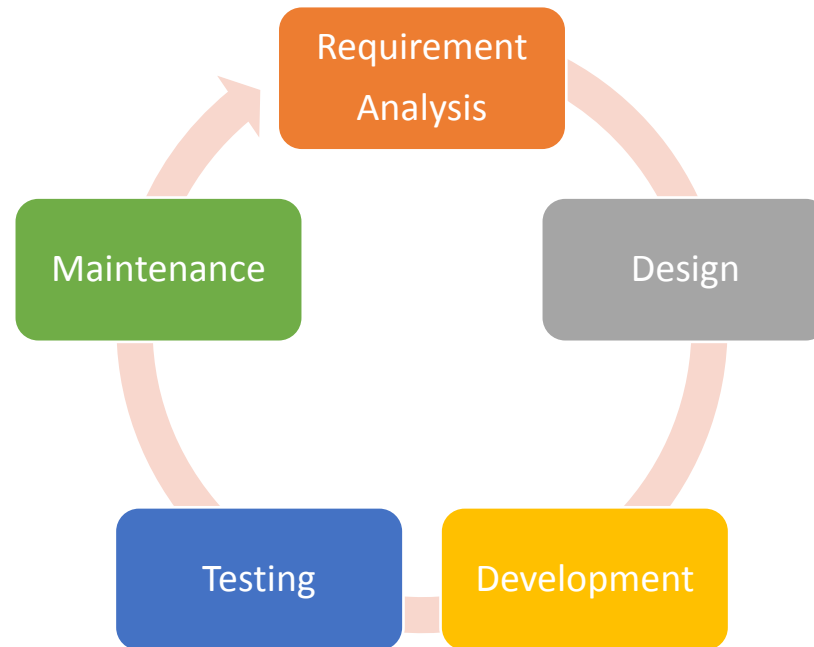 Requirement
Analysis
Design
Development
Testing
Maintenance